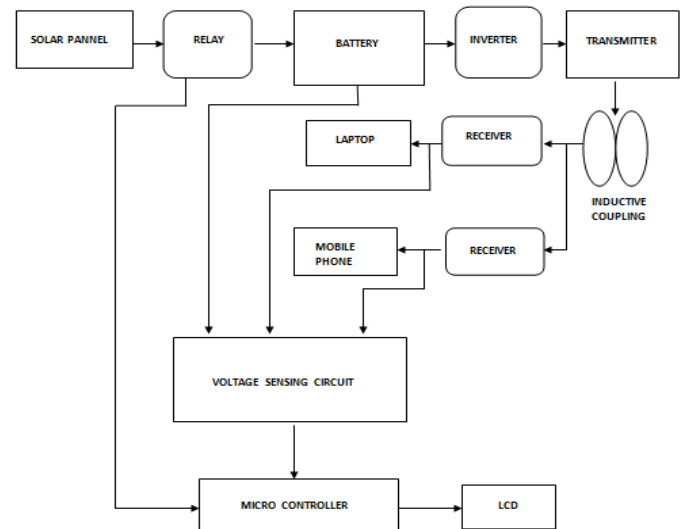 SOLAR PANNEL
RELAY
BATTERY
INVERTER
TRANSMITTER
LAPTOP
RECEIVER
INDUCTIVE
COUPLING
MOBILE
PHONE
RECEIVER
VOLTAGE SENSING CIRCUIT
MICRO CONTROLLER
LCD